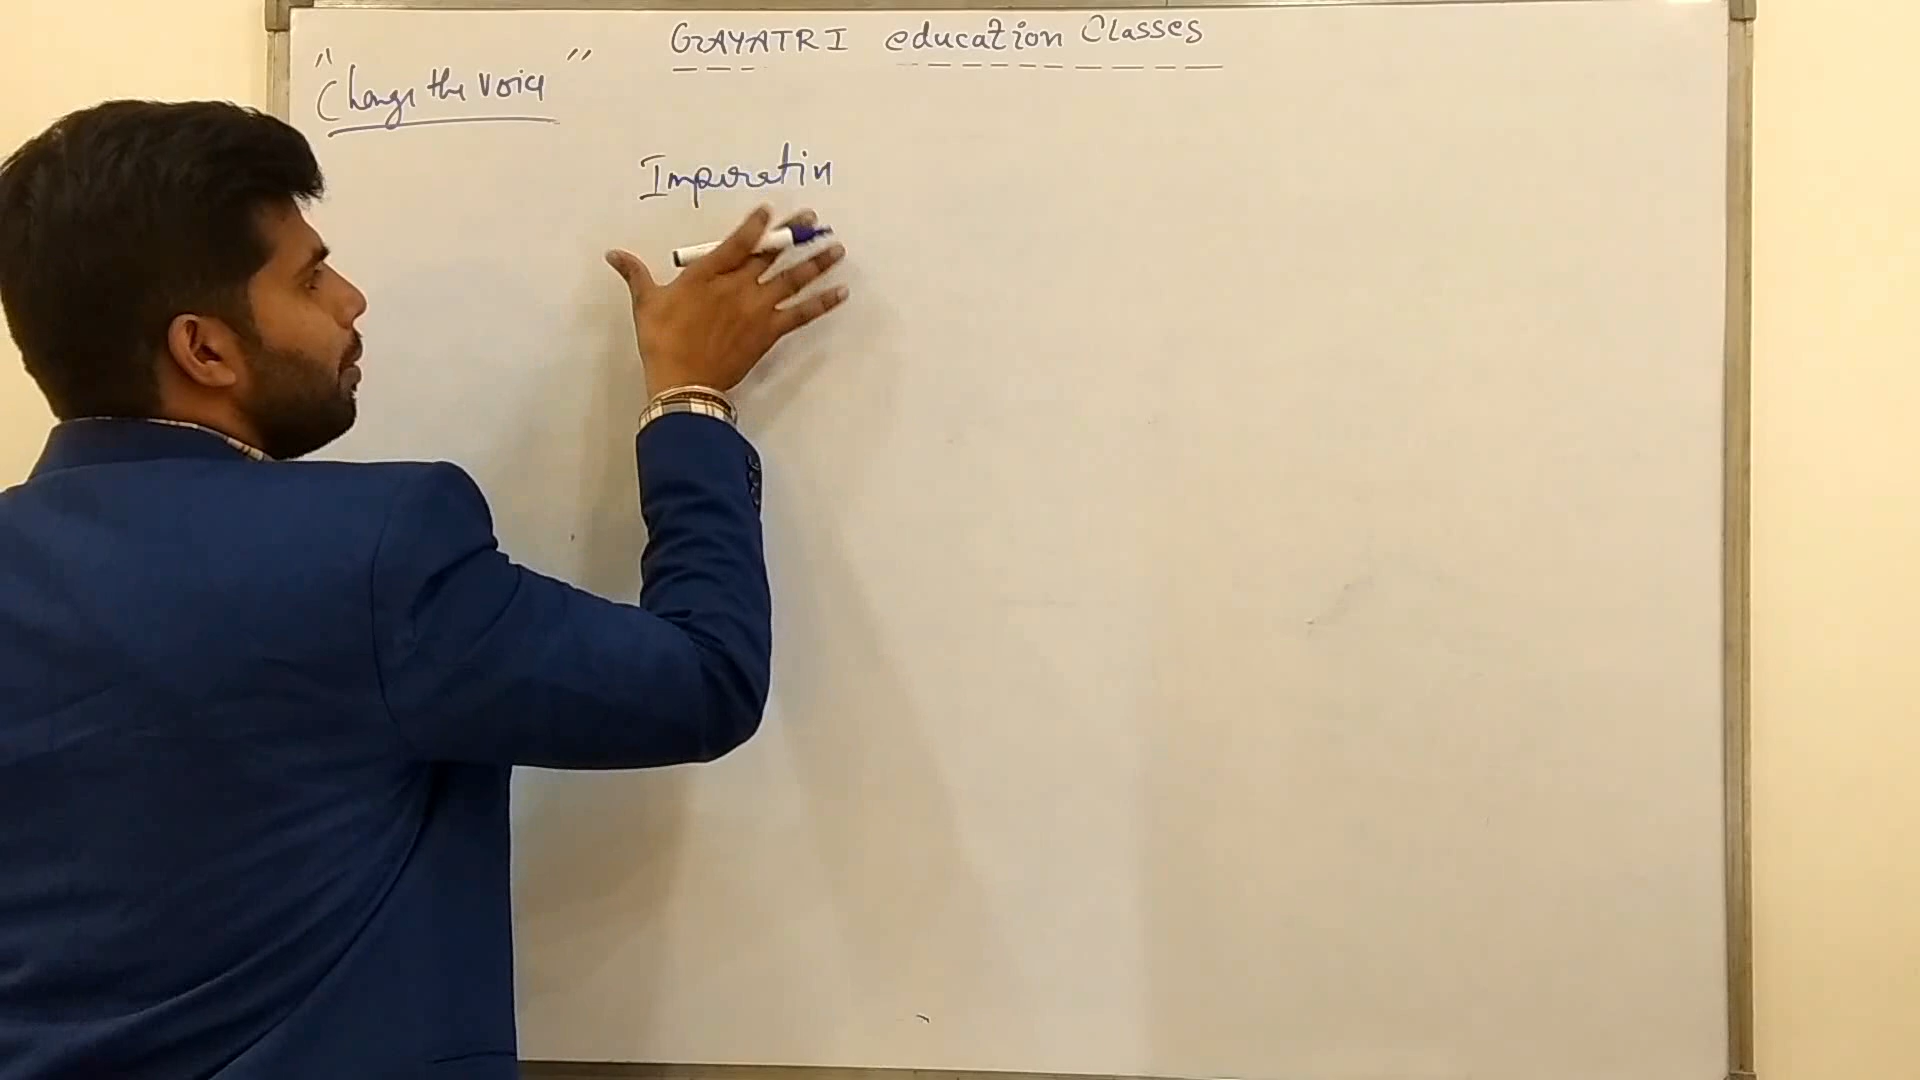 GAYATRI education Classes
"Change the Voice"
Imperative